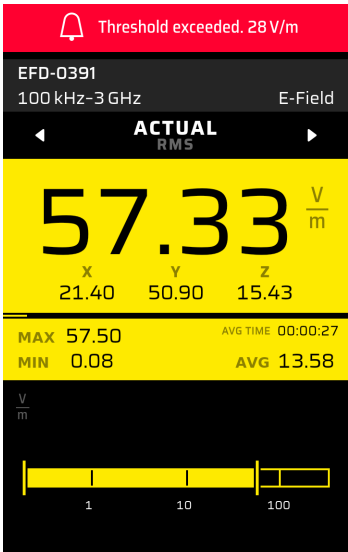 Threshold exceeded. 28 V/m
EFD-0391
100 kHz-3 GHz E-Field
ACTUAL
RMS
57.33 V/m
X Y Z
21.40 50.90 15.43
MAX 57.50 AVG TIME 00:00:27
MIN 0.08 AVG 13.58
V/m
1 10 100